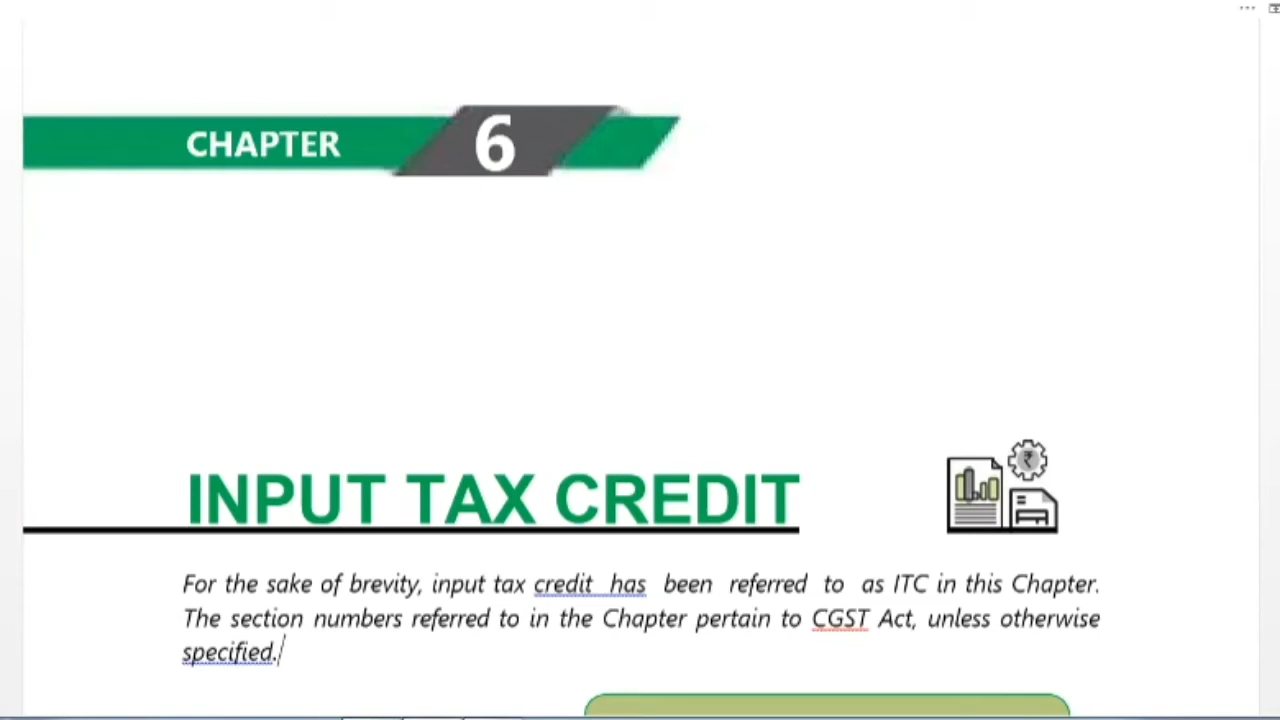 CHAPTER 6
INPUT TAX CREDIT
For the sake of brevity, input tax credit has been referred to as ITC in this Chapter.
The section numbers referred to in the Chapter pertain to CGST Act, unless otherwise
specified.